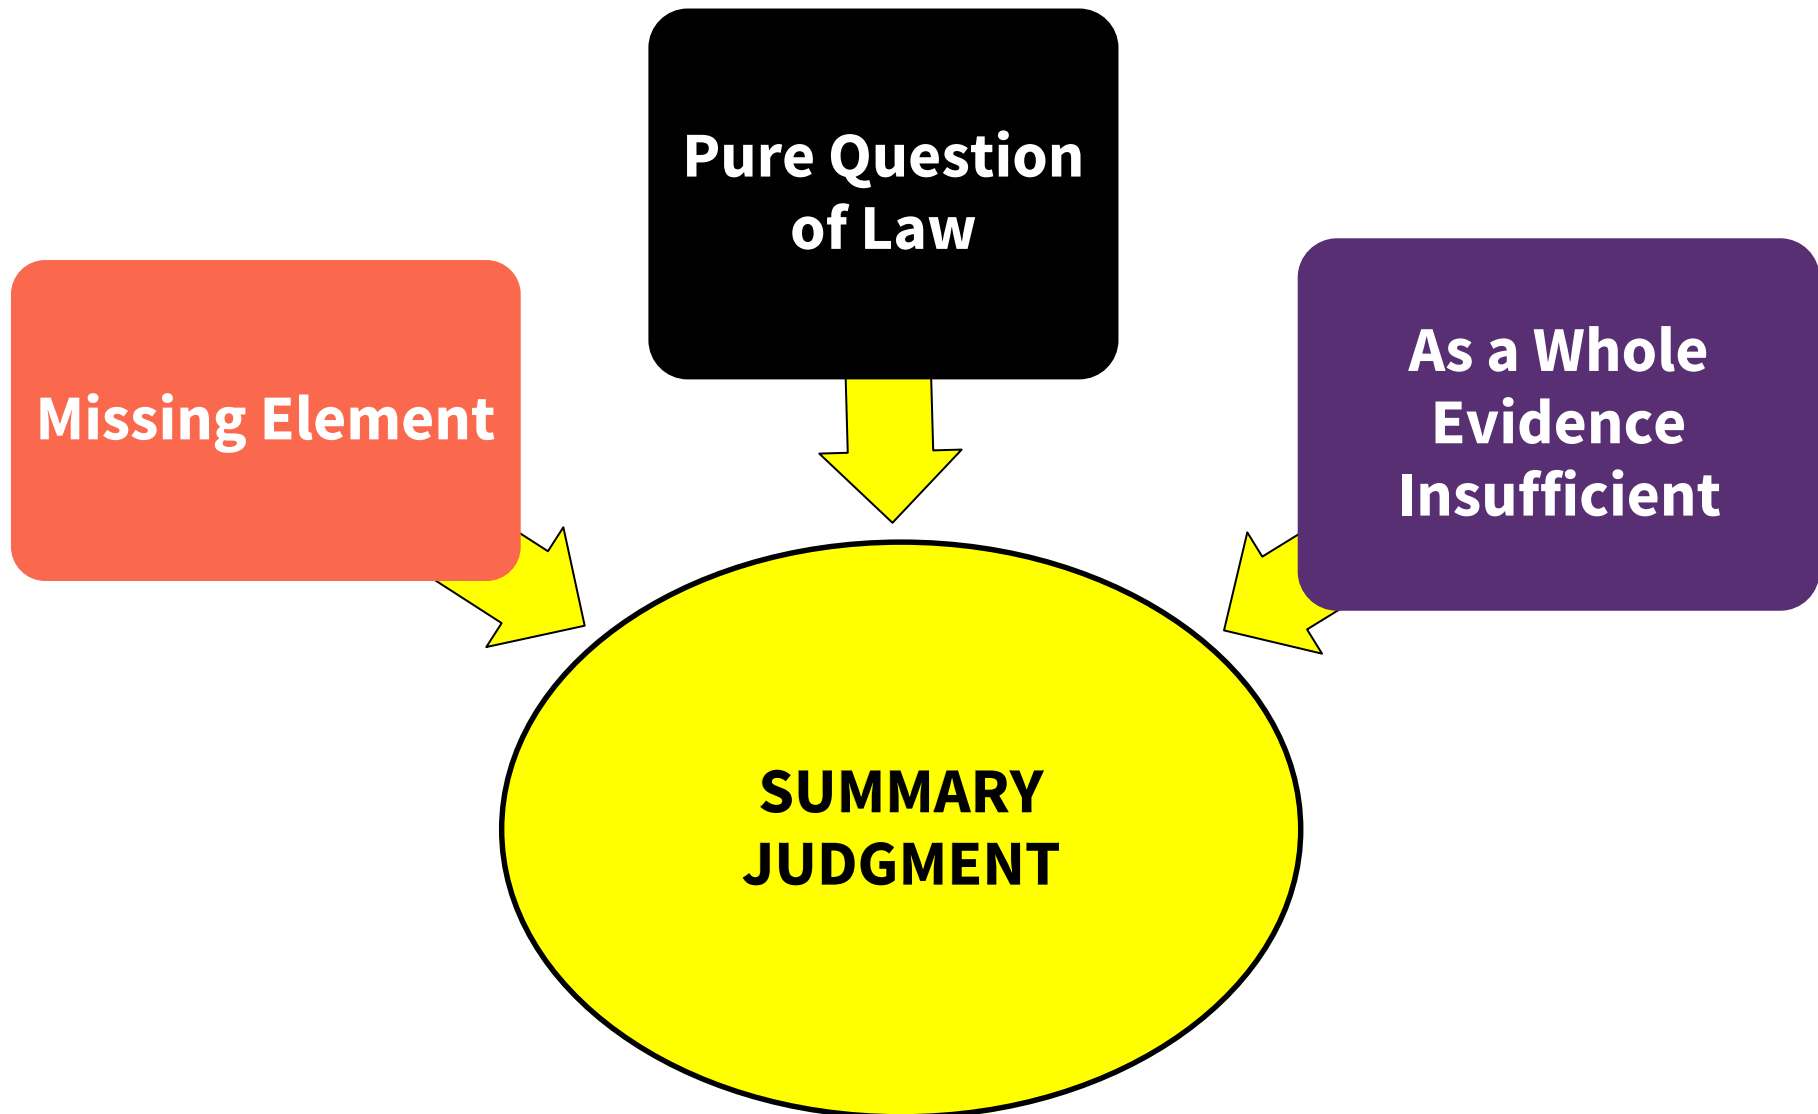 Pure Question
of Law
Missing Element
As a Whole
Evidence
Insufficient
SUMMARY
JUDGMENT